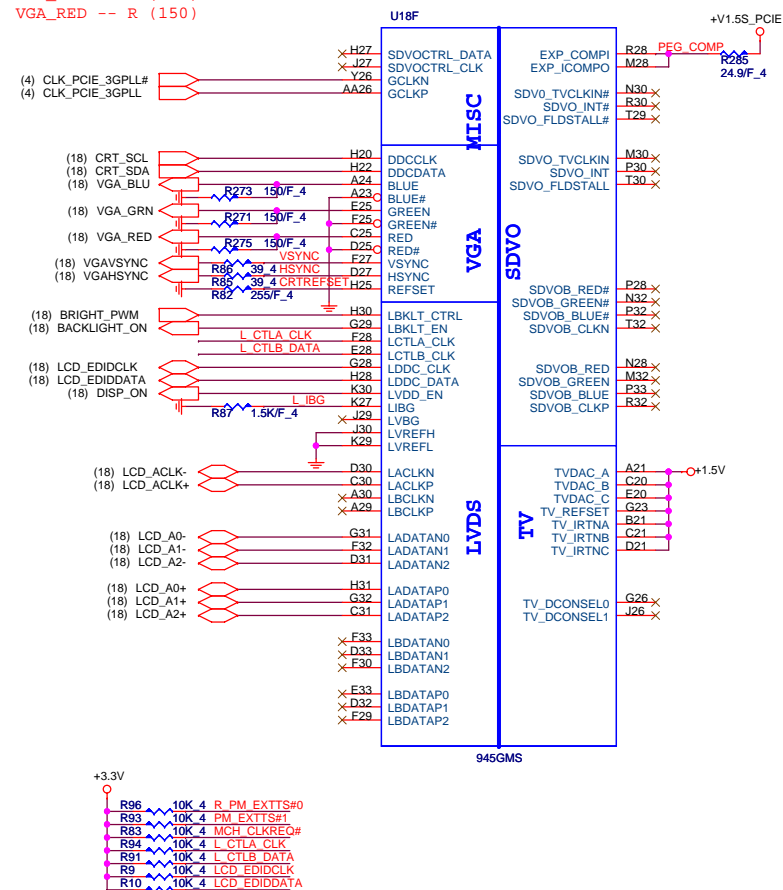 VGA_RED -- R (150)
U18F
+V1.5S_PCIE
H27 SDVOCTRL_DATA
J27 SDVOCTRL_CLK
(4) CLK_PCIE_3GPLL# Y26 GCLKN
(4) CLK_PCIE_3GPLL AA26 GCLKP
MISC
EXP_COMPI R28 PEG_COMP
EXP_ICOMPO M28
R285
24.9/F_4
SDV0_TVCLKIN# N30
SDVO_INT# R30
SDVO_FLDSTALL# T29
SDVO_TVCLKIN M30
SDVO_INT P30
SDVO_FLDSTALL T30
(18) CRT_SCL H20 DDCCLK
(18) CRT_SDA H22 DDCDATA
(18) VGA_BLU A24 BLUE
R273 150/F_4 A23 BLUE#
(18) VGA_GRN E25 GREEN
R271 150/F_4 F25 GREEN#
(18) VGA_RED C25 RED
R275 150/F_4 D25 RED#
(18) VGAVSYNC VSYNC F27 VSYNC
(18) VGAHSYNC R86 39_4 HSYNC D27 HSYNC
R85 39_4 CRTREFSET H25 REFSET
R82 255/F_4
VGA
SDVO
SDVOB_RED# P28
SDVOB_GREEN# N32
SDVOB_BLUE# P32
SDVOB_CLKN T32
SDVOB_RED N28
SDVOB_GREEN M32
SDVOB_BLUE P33
SDVOB_CLKP R32
(18) BRIGHT_PWM H30 LBKLT_CTRL
(18) BACKLIGHT_ON G29 LBKLT_EN
L_CTLA_CLK F28 LCTLA_CLK
L_CTLB_DATA E28 LCTLB_CLK
(18) LCD_EDIDCLK G28 LDDC_CLK
(18) LCD_EDIDDATA H28 LDDC_DATA
(18) DISP_ON K30 LVDD_EN
L_IBG K27 LIBG
R87 1.5K/F_4
J29 LVBG
J30 LVREFH
K29 LVREFL
(18) LCD_ACLK- D30 LACLKN
(18) LCD_ACLK+ C30 LACLKP
A30 LBCLKN
A29 LBCLKP
(18) LCD_A0- G31 LADATAN0
(18) LCD_A1- F32 LADATAN1
(18) LCD_A2- D31 LADATAN2
(18) LCD_A0+ H31 LADATAP0
(18) LCD_A1+ G32 LADATAP1
(18) LCD_A2+ C31 LADATAP2
F33 LBDATAN0
D33 LBDATAN1
F30 LBDATAN2
E33 LBDATAP0
D32 LBDATAP1
F29 LBDATAP2
LVDS
TV
TVDAC_A A21 +1.5V
TVDAC_B C20
TVDAC_C E20
TV_REFSET G23
TV_IRTNA B21
TV_IRTNB C21
TV_IRTNC D21
TV_DCONSEL0 G26
TV_DCONSEL1 J26
945GMS
+3.3V
R96 10K_4 R_PM_EXTTS#0
R93 10K_4 PM_EXTTS#1
R83 10K_4 MCH_CLKREQ#
R94 10K_4 L_CTLA_CLK
R91 10K_4 L_CTLB_DATA
R9 10K_4 LCD_EDIDCLK
R10 10K_4 LCD_EDIDDATA